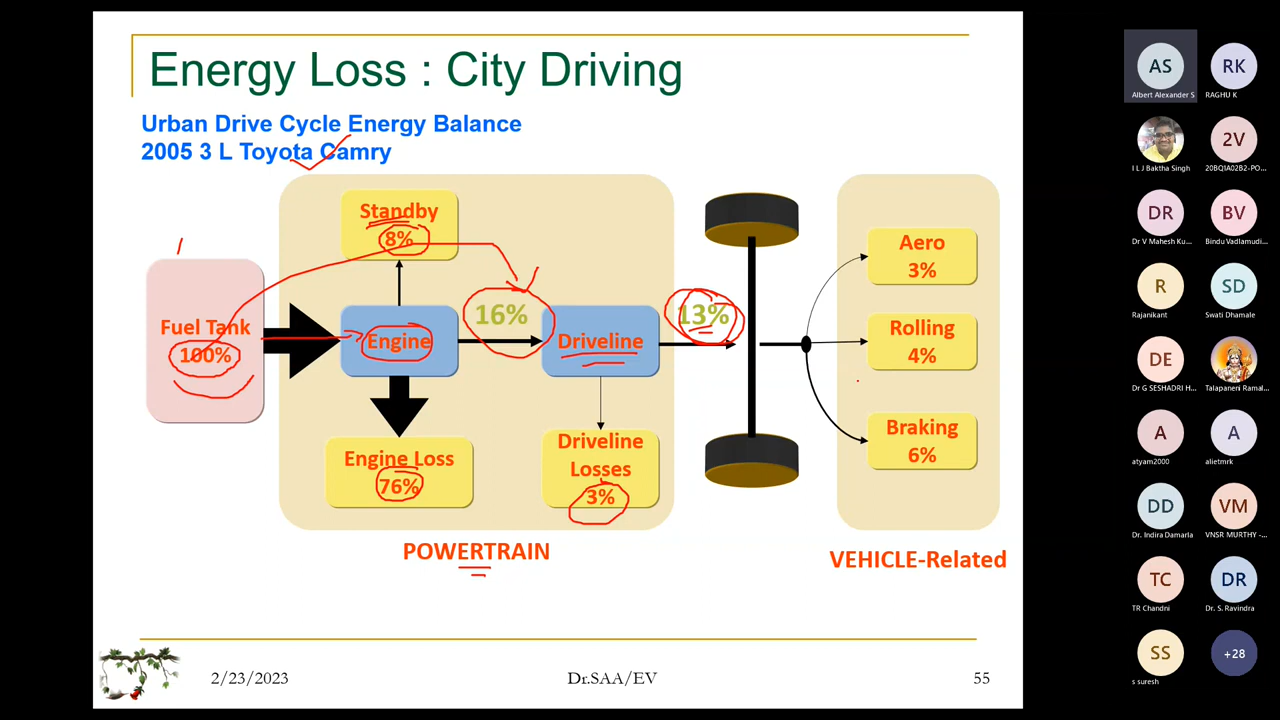 Energy Loss : City Driving
Urban Drive Cycle Energy Balance
2005 3 L Toyota Camry
Standby
8%
Fuel Tank
100%
Engine
16%
Driveline
13%
Engine Loss
76%
Driveline
Losses
3%
POWERTRAIN
Aero
3%
Rolling
4%
Braking
6%
VEHICLE-Related
2/23/2023
Dr.SAA/EV
55
AS
Albert Alexander S
RK
RAGHU K
I L J Baktha Singh
2V
20BQ1A02B2-PO...
DR
Dr V Mahesh Ku...
BV
Bindu Vadlamudi...
R
Rajanikant
SD
Swati Dhamale
DE
Dr G SESHADRI H...
Talapaneni Ramal...
A
atyam2000
A
alietmrk
DD
Dr. Indira Damarla
VM
VNSR MURTHY -...
TC
TR Chandni
DR
Dr. S. Ravindra
SS
s suresh
+28